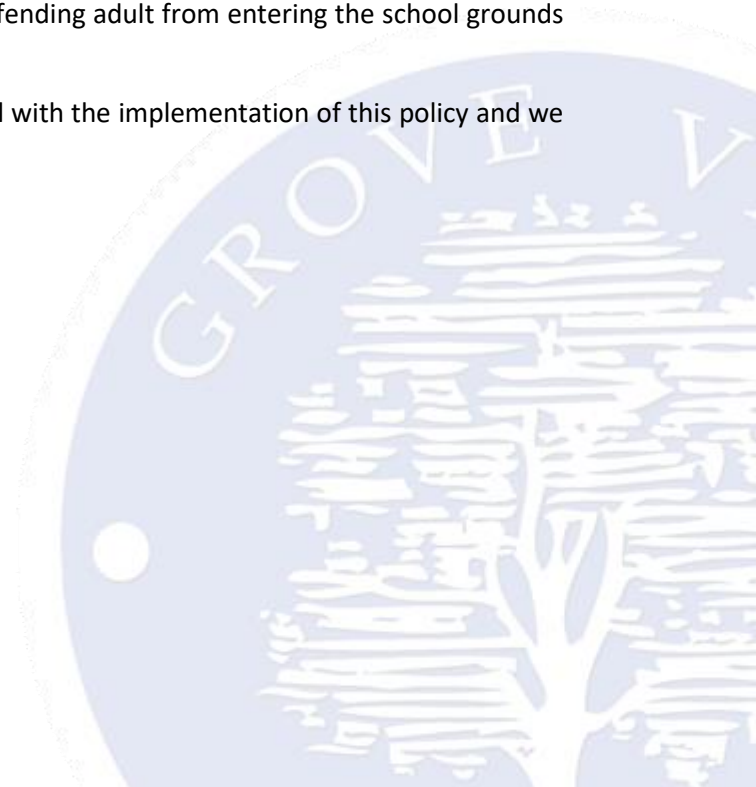 fending adult from entering the school grounds
with the implementation of this policy and we
GROVE V